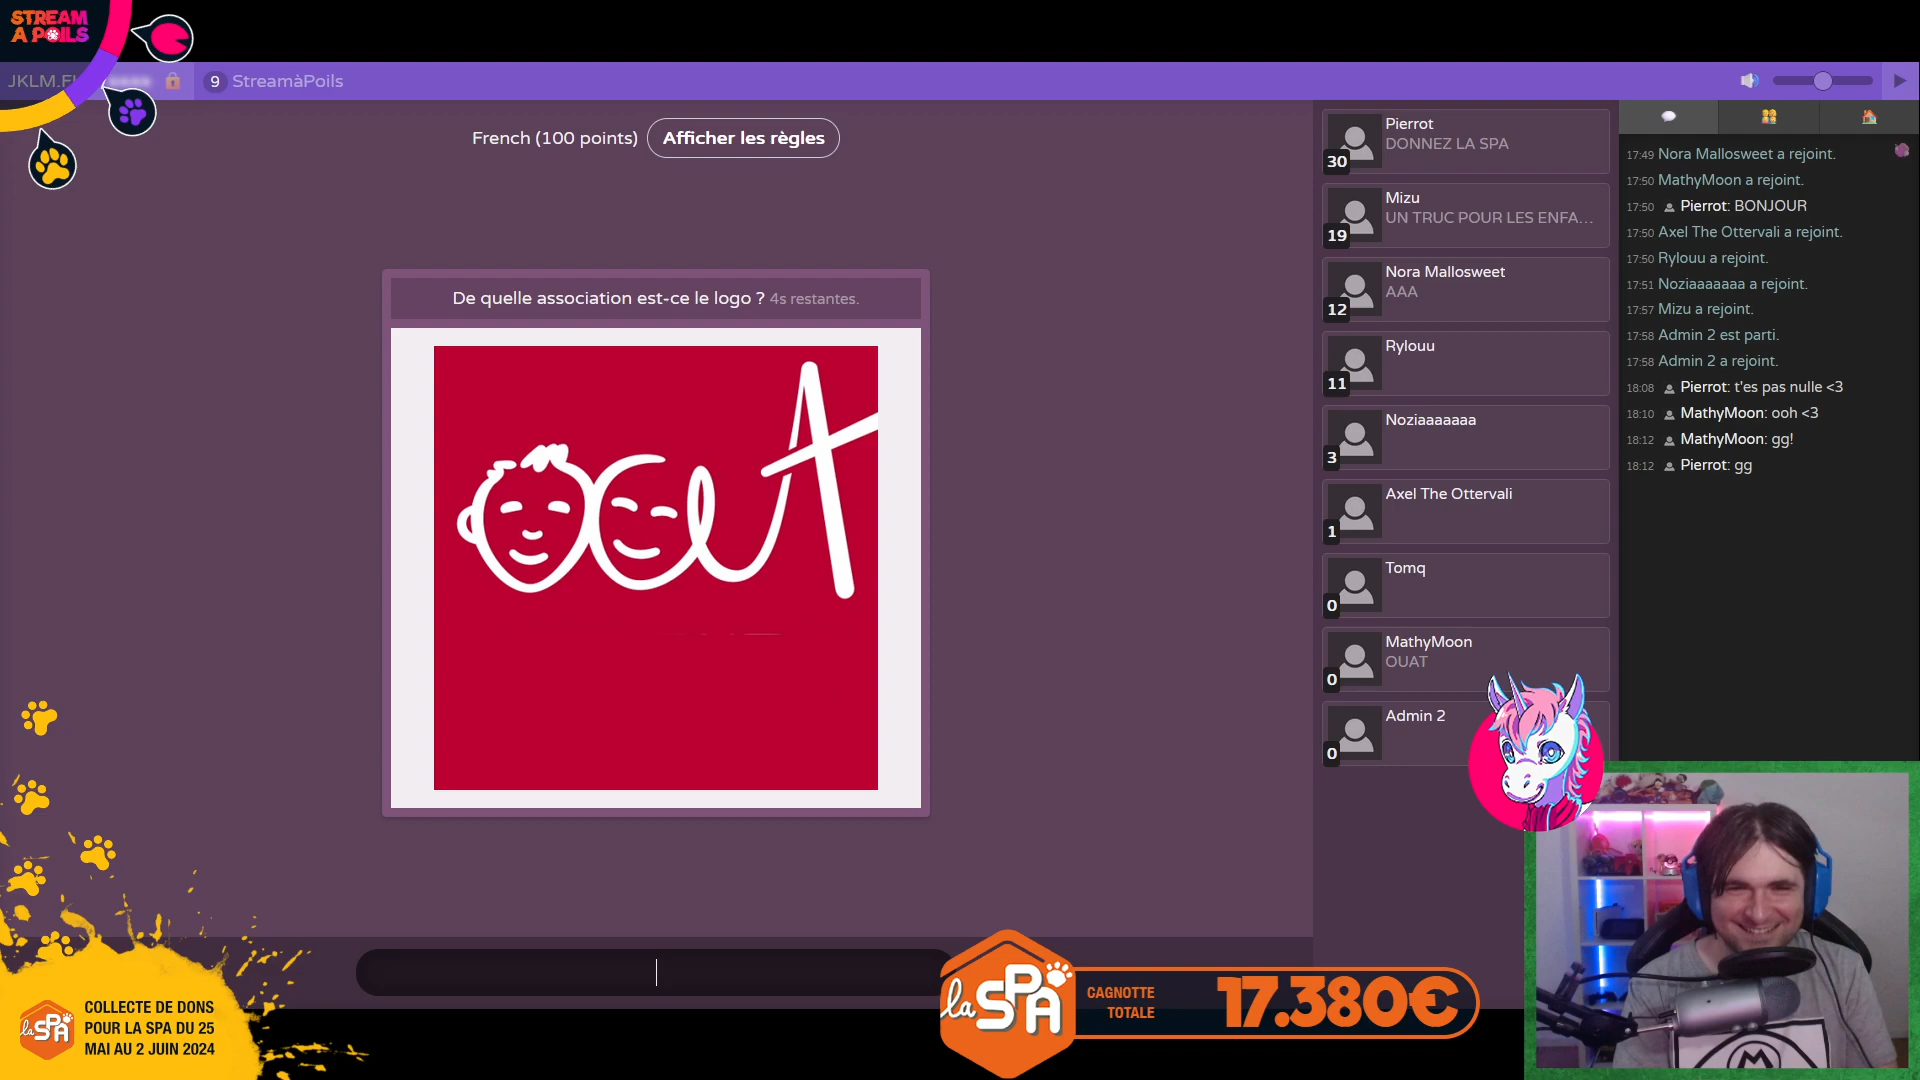 STREAM
A POILS
JKLM.F
9 StreamàPoils
French (100 points) Afficher les règles
De quelle association est-ce le logo ? 4s restantes.
Pierrot
DONNEZ LA SPA
30
Mizu
UN TRUC POUR LES ENFA...
19
Nora Mallosweet
AAA
12
Rylouu
11
Noziaaaaaaa
3
Axel The Ottervali
1
Tomq
0
MathyMoon
OUAT
0
Admin 2
0
17:49 Nora Mallosweet a rejoint.
17:50 MathyMoon a rejoint.
17:50 Pierrot: BONJOUR
17:50 Axel The Ottervali a rejoint.
17:50 Rylouu a rejoint.
17:51 Noziaaaaaaa a rejoint.
17:57 Mizu a rejoint.
17:58 Admin 2 est parti.
17:58 Admin 2 a rejoint.
18:08 Pierrot: t'es pas nulle <3
18:10 MathyMoon: ooh <3
18:12 MathyMoon: gg!
18:12 Pierrot: gg
la SPA
COLLECTE DE DONS
POUR LA SPA DU 25
MAI AU 2 JUIN 2024
la SPA
CAGNOTTE
TOTALE
17.380€
M